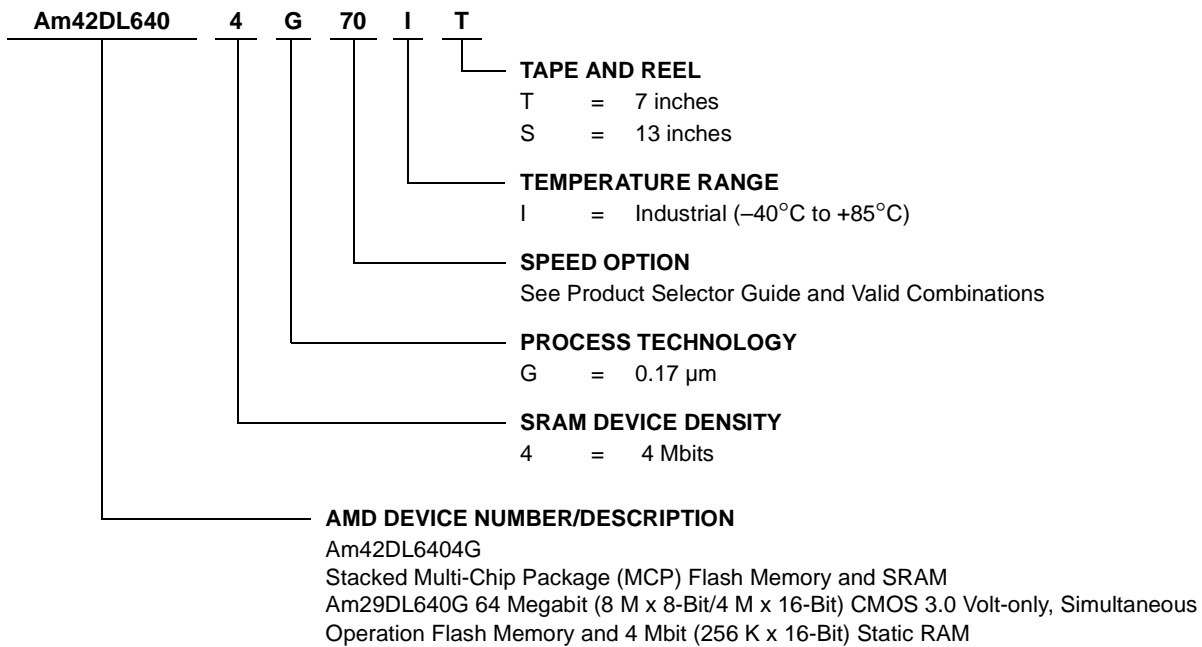 Am42DL640 4 G 70 I T
TAPE AND REEL
T = 7 inches
S = 13 inches
TEMPERATURE RANGE
I = Industrial (–40°C to +85°C)
SPEED OPTION
See Product Selector Guide and Valid Combinations
PROCESS TECHNOLOGY
G = 0.17 µm
SRAM DEVICE DENSITY
4 = 4 Mbits
AMD DEVICE NUMBER/DESCRIPTION
Am42DL6404G
Stacked Multi-Chip Package (MCP) Flash Memory and SRAM
Am29DL640G 64 Megabit (8 M x 8-Bit/4 M x 16-Bit) CMOS 3.0 Volt-only, Simultaneous
Operation Flash Memory and 4 Mbit (256 K x 16-Bit) Static RAM